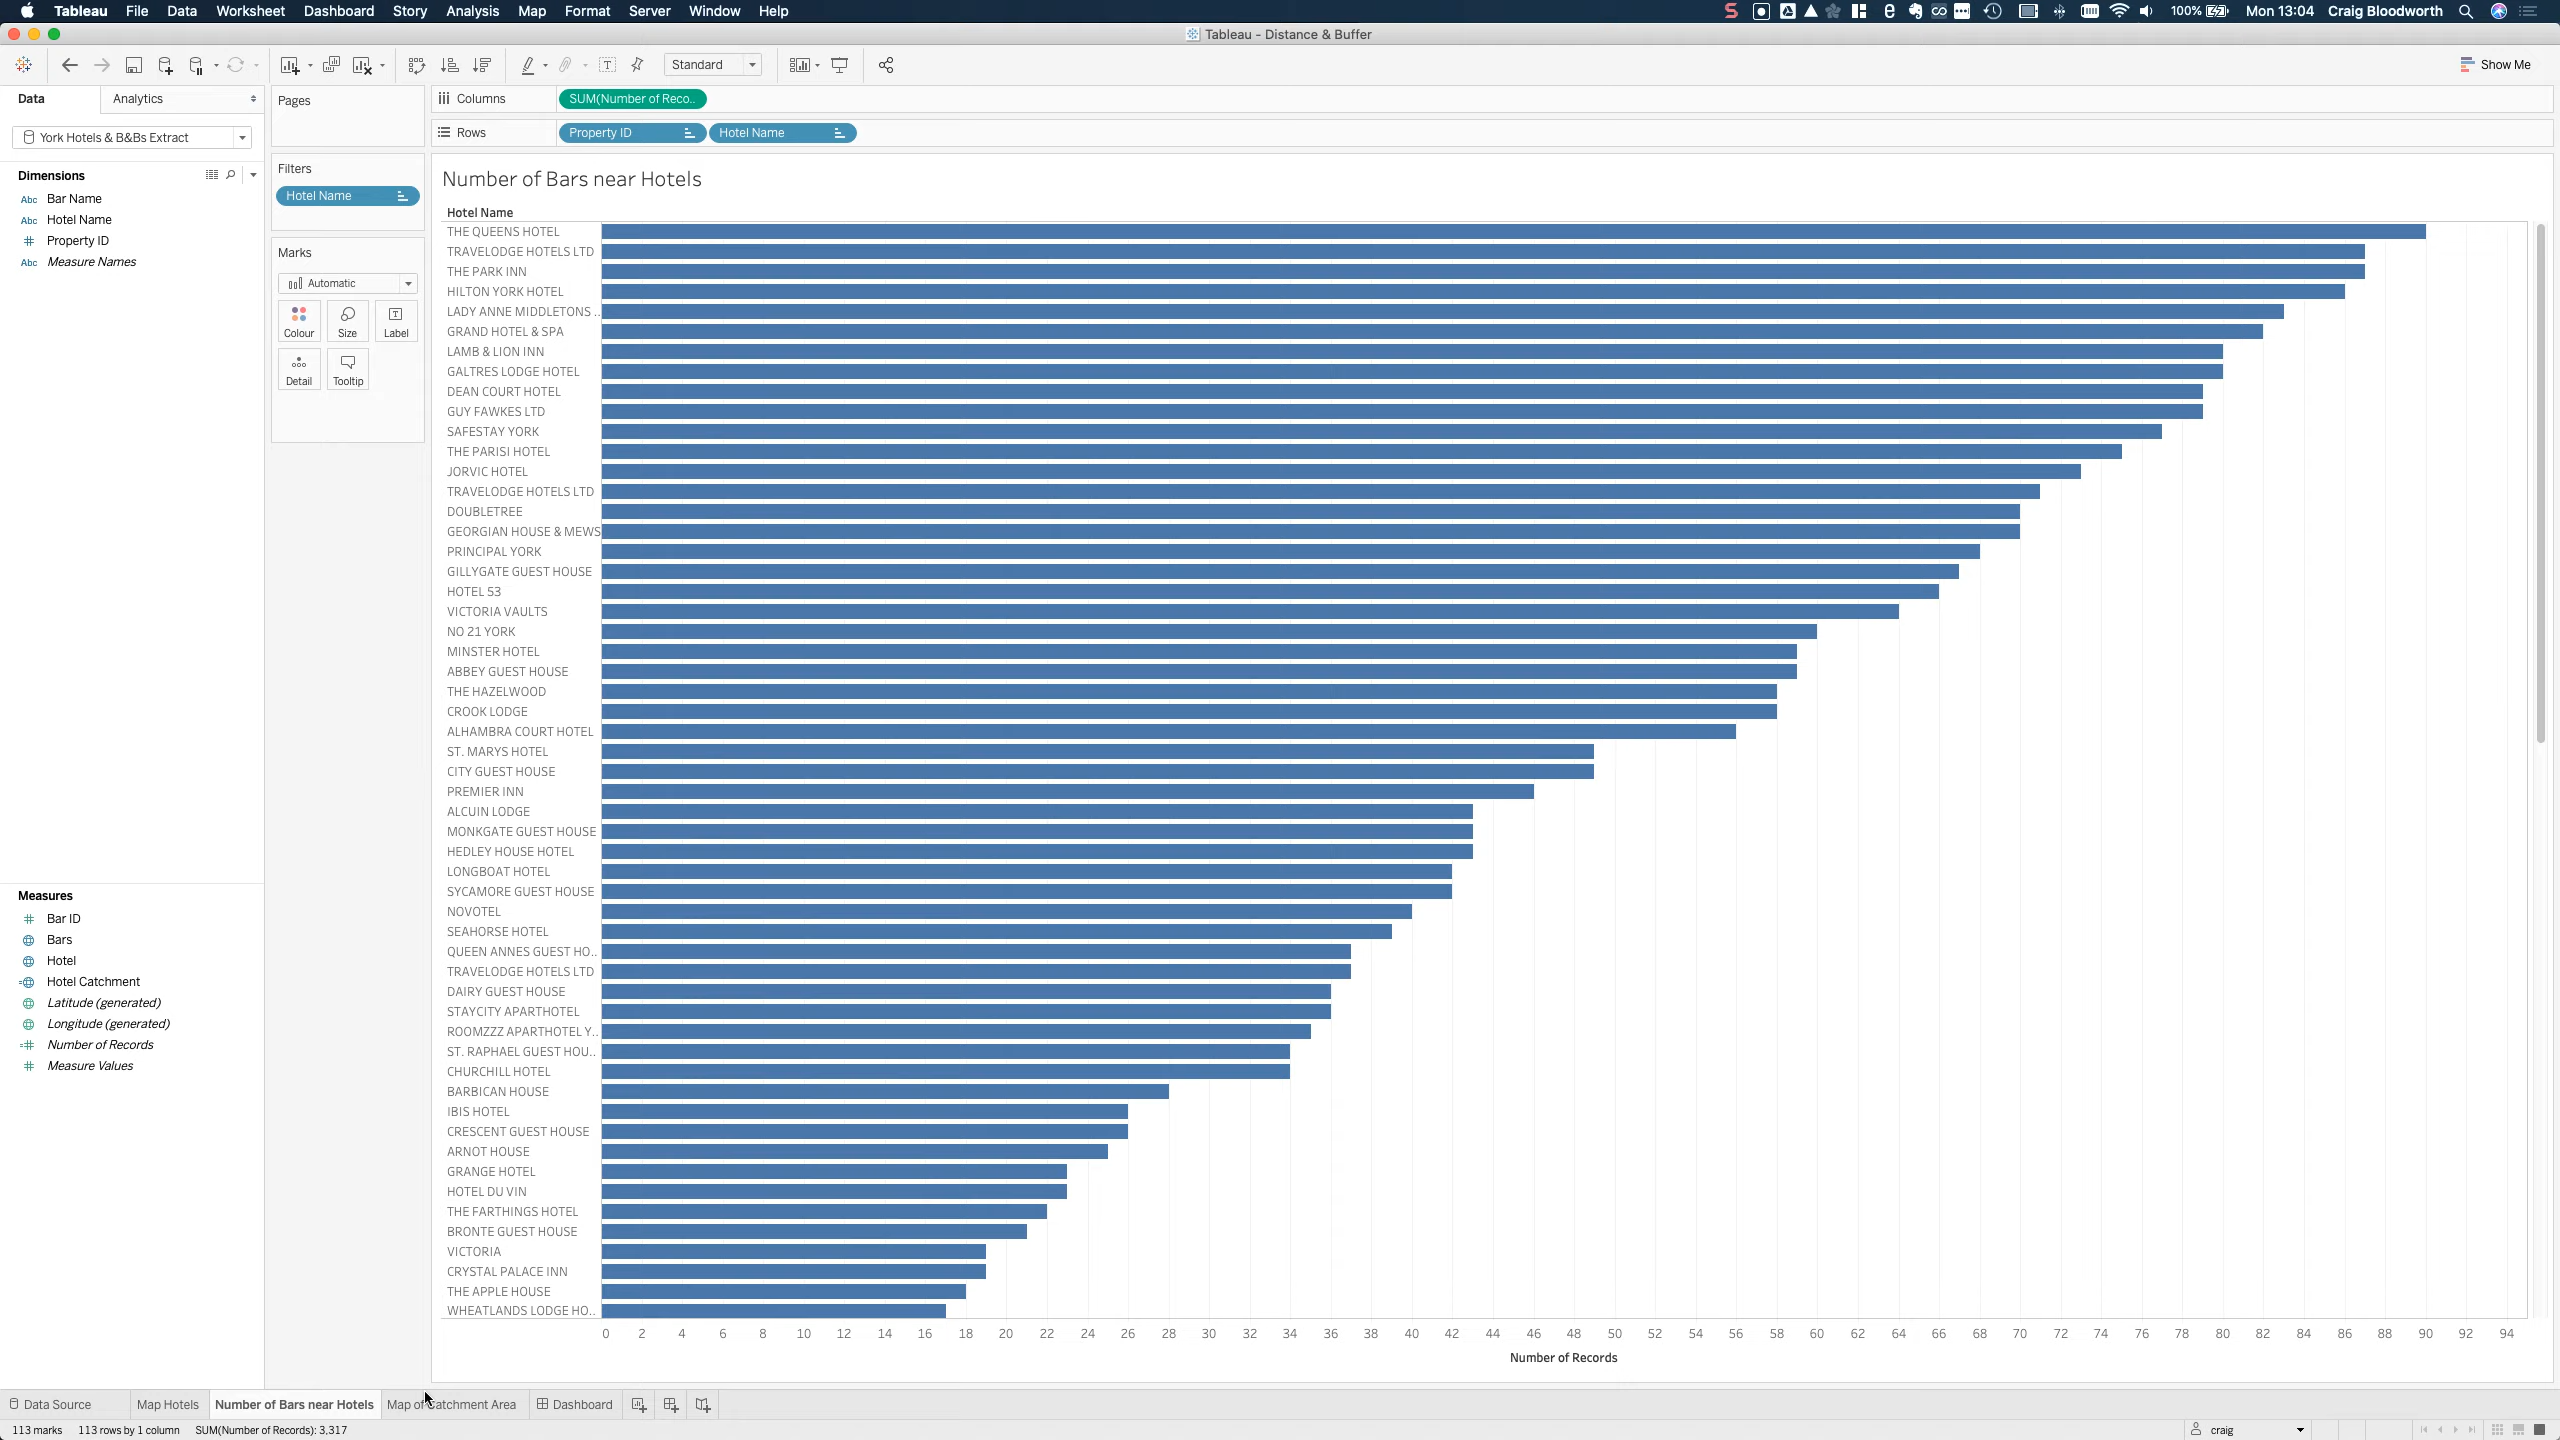 Tableau File Data Worksheet Dashboard Story Analysis Map Format Server Window Help 100% Mon 13:04 Craig Bloodworth
Tableau - Distance & Buffer
Standard Show Me
Data Analytics
Pages
Columns SUM(Number of Reco..
Rows Property ID Hotel Name
York Hotels & B&Bs Extract
Filters
Hotel Name
Dimensions
Abc Bar Name
Abc Hotel Name
# Property ID
Abc Measure Names
Marks
Automatic
Colour Size Label
Detail Tooltip
Number of Bars near Hotels
Hotel Name
THE QUEENS HOTEL
TRAVELODGE HOTELS LTD
THE PARK INN
HILTON YORK HOTEL
LADY ANNE MIDDLETONS ..
GRAND HOTEL & SPA
LAMB & LION INN
GALTRES LODGE HOTEL
DEAN COURT HOTEL
GUY FAWKES LTD
SAFESTAY YORK
THE PARISI HOTEL
JORVIC HOTEL
TRAVELODGE HOTELS LTD
DOUBLETREE
GEORGIAN HOUSE & MEWS
PRINCIPAL YORK
GILLYGATE GUEST HOUSE
HOTEL 53
VICTORIA VAULTS
NO 21 YORK
MINSTER HOTEL
ABBEY GUEST HOUSE
THE HAZELWOOD
CROOK LODGE
ALHAMBRA COURT HOTEL
ST. MARYS HOTEL
CITY GUEST HOUSE
PREMIER INN
ALCUIN LODGE
MONKGATE GUEST HOUSE
HEDLEY HOUSE HOTEL
LONGBOAT HOTEL
SYCAMORE GUEST HOUSE
NOVOTEL
SEAHORSE HOTEL
QUEEN ANNES GUEST HO..
TRAVELODGE HOTELS LTD
DAIRY GUEST HOUSE
STAYCITY APARTHOTEL
ROOMZZZ APARTHOTEL Y..
ST. RAPHAEL GUEST HOU..
CHURCHILL HOTEL
BARBICAN HOUSE
IBIS HOTEL
CRESCENT GUEST HOUSE
ARNOT HOUSE
GRANGE HOTEL
HOTEL DU VIN
THE FARTHINGS HOTEL
BRONTE GUEST HOUSE
VICTORIA
CRYSTAL PALACE INN
THE APPLE HOUSE
WHEATLANDS LODGE HO..
0 2 4 6 8 10 12 14 16 18 20 22 24 26 28 30 32 34 36 38 40 42 44 46 48 50 52 54 56 58 60 62 64 66 68 70 72 74 76 78 80 82 84 86 88 90 92 94
Number of Records
Measures
# Bar ID
Bars
Hotel
Hotel Catchment
Latitude (generated)
Longitude (generated)
=# Number of Records
# Measure Values
Data Source Map Hotels Number of Bars near Hotels Map of Catchment Area Dashboard
113 marks 113 rows by 1 column SUM(Number of Records): 3,317 craig